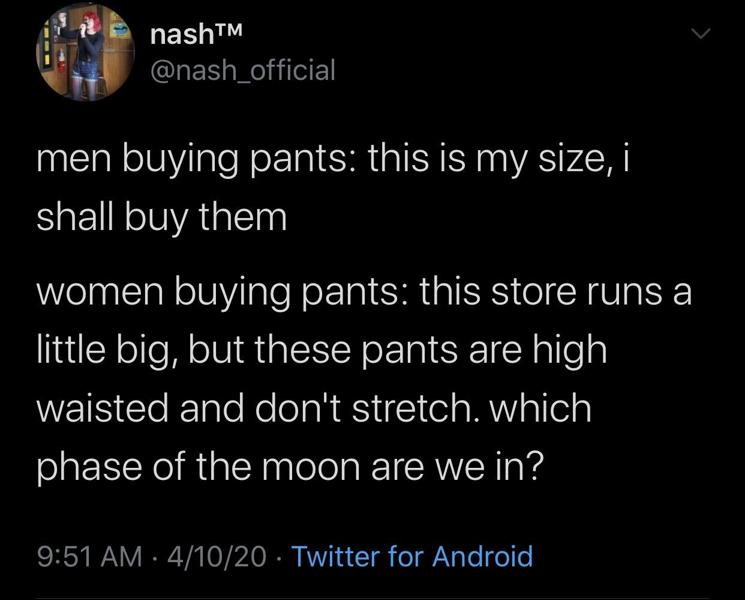 nash™
@nash_official
men buying pants: this is my size, i
shall buy them
women buying pants: this store runs a
little big, but these pants are high
waisted and don't stretch. which
phase of the moon are we in?
9:51 AM · 4/10/20 · Twitter for Android